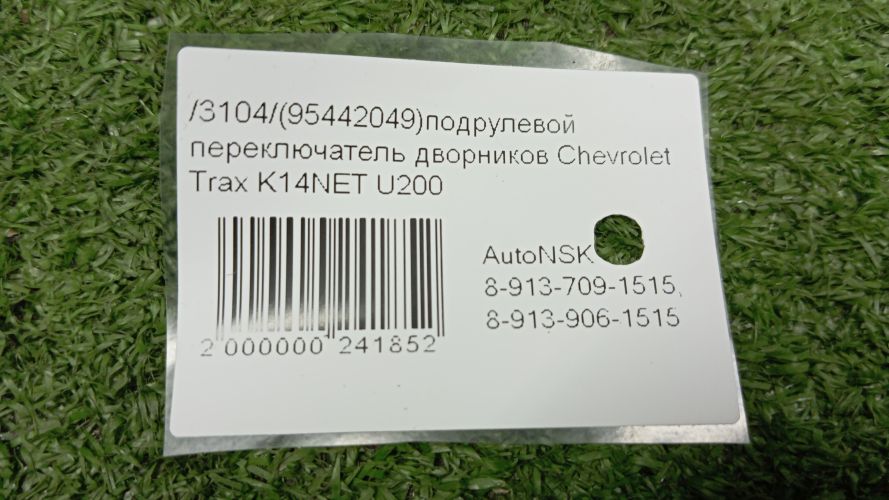 /3104/(95442049)подрулевой
переключатель дворников Chevrolet
Trax K14NET U200
AutoNSK
8-913-709-1515,
8-913-906-1515
2 000000 241852